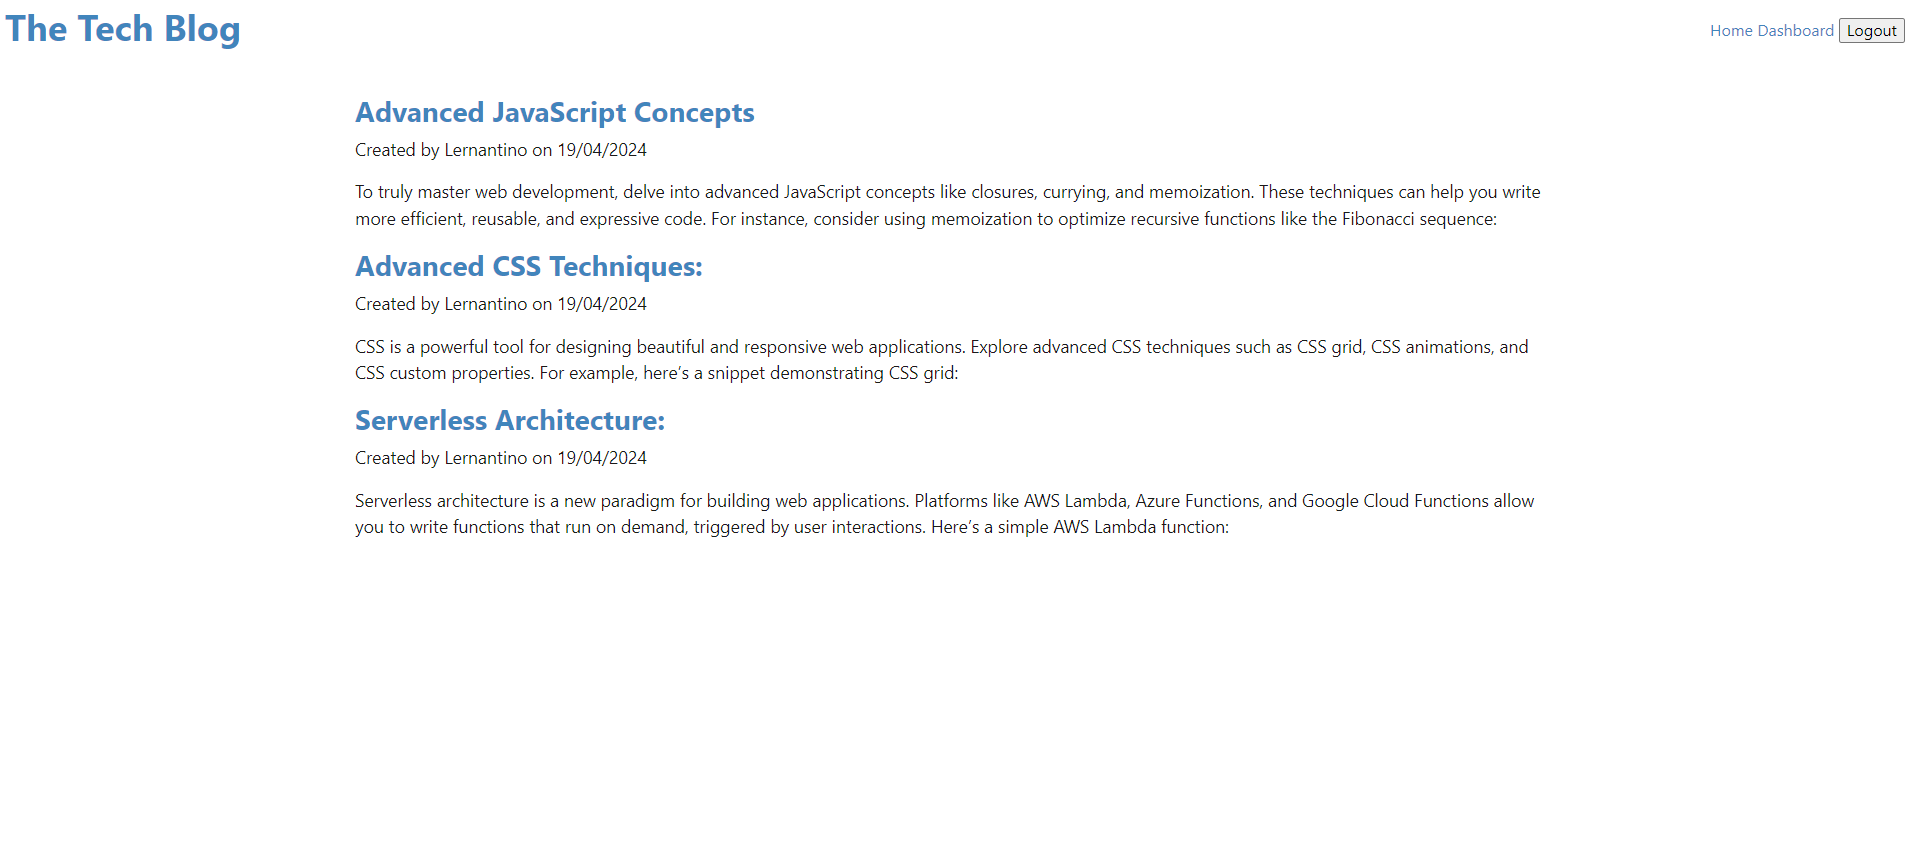 The Tech Blog
Home Dashboard Logout
Advanced JavaScript Concepts
Created by Lernantino on 19/04/2024
To truly master web development, delve into advanced JavaScript concepts like closures, currying, and memoization. These techniques can help you write
more efficient, reusable, and expressive code. For instance, consider using memoization to optimize recursive functions like the Fibonacci sequence:
Advanced CSS Techniques:
Created by Lernantino on 19/04/2024
CSS is a powerful tool for designing beautiful and responsive web applications. Explore advanced CSS techniques such as CSS grid, CSS animations, and
CSS custom properties. For example, here’s a snippet demonstrating CSS grid:
Serverless Architecture:
Created by Lernantino on 19/04/2024
Serverless architecture is a new paradigm for building web applications. Platforms like AWS Lambda, Azure Functions, and Google Cloud Functions allow
you to write functions that run on demand, triggered by user interactions. Here’s a simple AWS Lambda function: